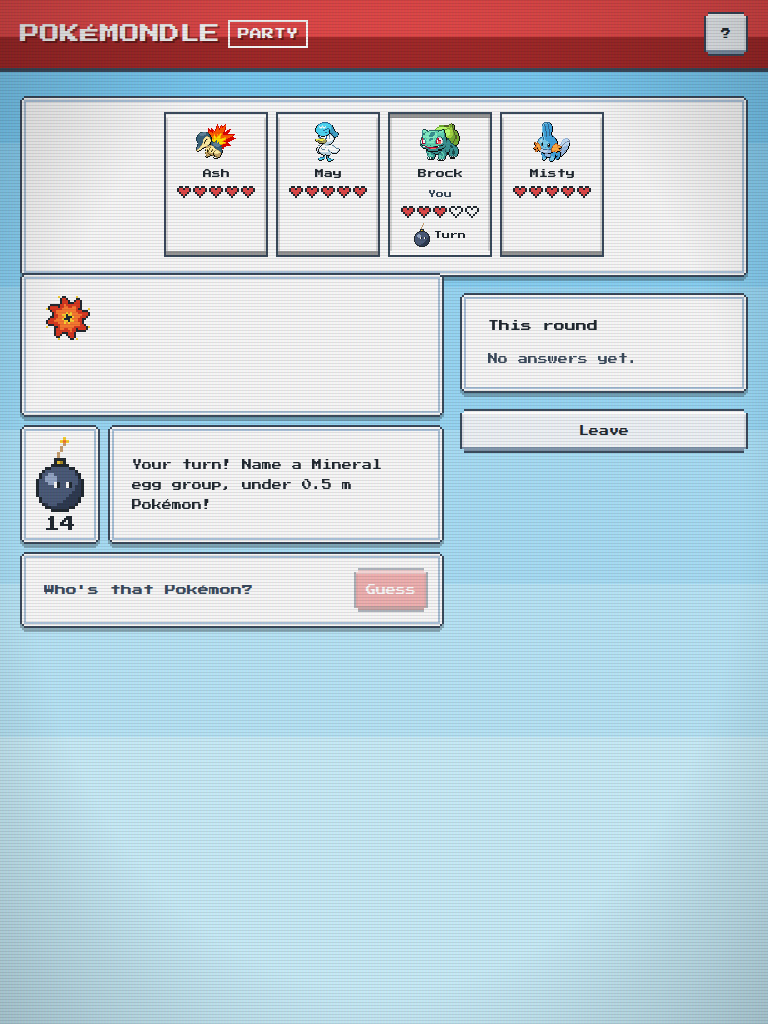 POKéMONDLE PARTY
?
Ash
May
Brock
You
Turn
Misty
This round
No answers yet.
Leave
14
Your turn! Name a Mineral
egg group, under 0.5 m
Pokémon!
Who's that Pokémon?
Guess